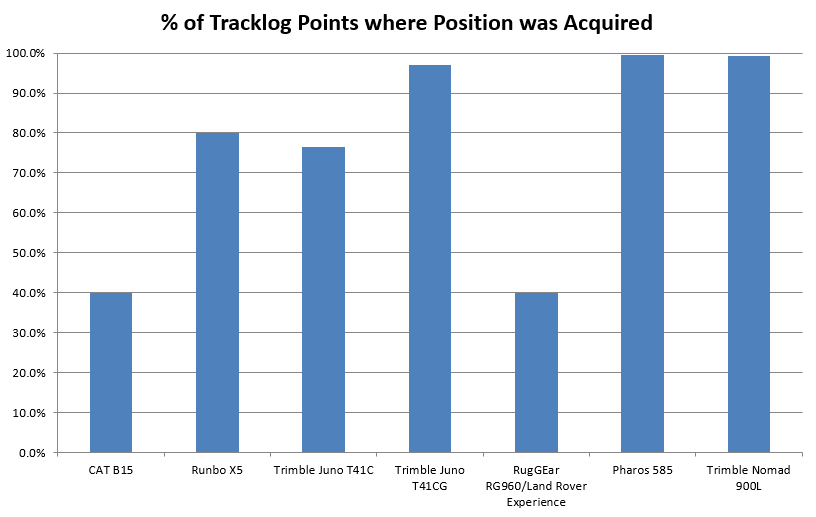 % of Tracklog Points where Position was Acquired
100.0%
90.0%
80.0%
70.0%
60.0%
50.0%
40.0%
30.0%
20.0%
10.0%
0.0%
CAT B15
Runbo X5
Trimble Juno T41C
Trimble Juno
T41CG
RugGEar
RG960/Land Rover
Experience
Pharos 585
Trimble Nomad
900L